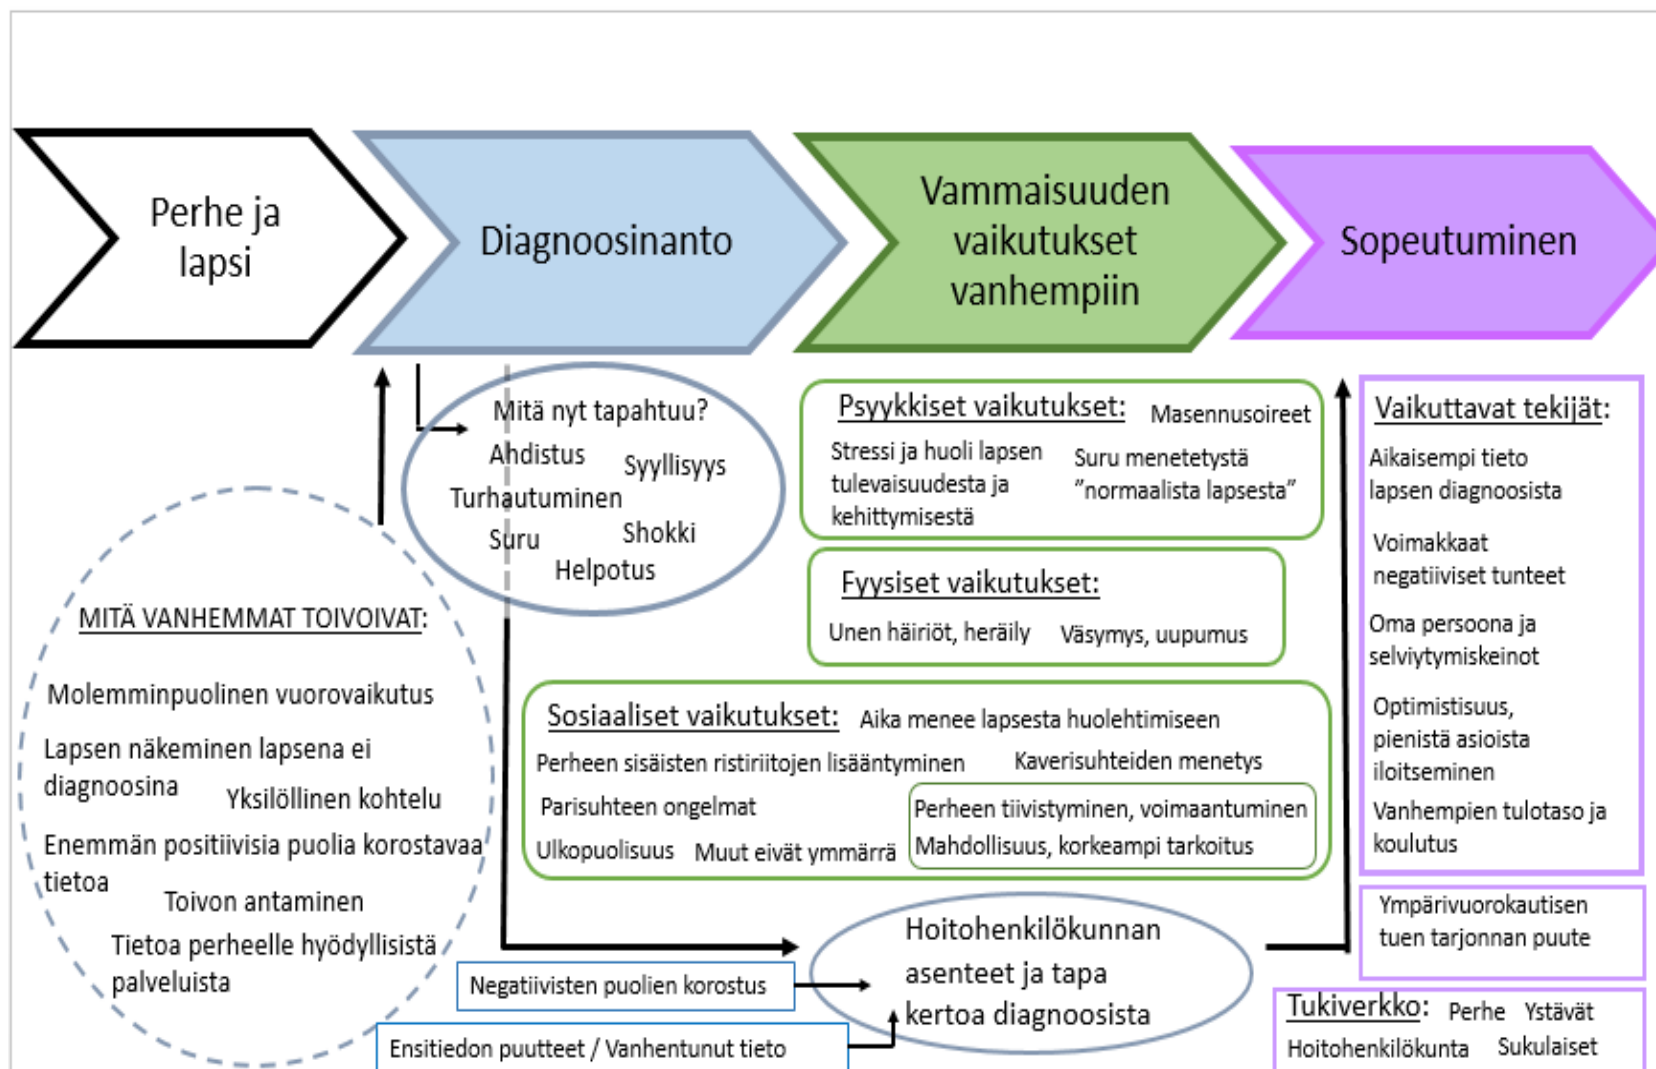 Perhe ja
lapsi
Diagnoosinanto
Vammaisuuden
vaikutukset
vanhempiin
Sopeutuminen
Mitä nyt tapahtuu?
Ahdistus
Syyllisyys
Turhautuminen
Suru
Shokki
Helpotus
MITÄ VANHEMMAT TOIVOIVAT:
Molemminpuolinen vuorovaikutus
Lapsen näkeminen lapsena ei
diagnoosina
Yksilöllinen kohtelu
Enemmän positiivisia puolia korostavaa
tietoa
Toivon antaminen
Tietoa perheelle hyödyllisistä
palveluista
Psyykkiset vaikutukset:
Masennusoireet
Stressi ja huoli lapsen
tulevaisuudesta ja
kehittymisestä
Suru menetetystä
”normaalista lapsesta”
Fyysiset vaikutukset:
Unen häiriöt, heräily
Väsymys, uupumus
Sosiaaliset vaikutukset:
Aika menee lapsesta huolehtimiseen
Perheen sisäisten ristiriitojen lisääntyminen
Kaverisuhteiden menetys
Parisuhteen ongelmat
Perheen tiivistyminen, voimaantuminen
Ulkopuolisuus
Muut eivät ymmärrä
Mahdollisuus, korkeampi tarkoitus
Hoitohenkilökunnan
asenteet ja tapa
kertoa diagnoosista
Negatiivisten puolien korostus
Ensitiedon puutteet / Vanhentunut tieto
Vaikuttavat tekijät:
Aikaisempi tieto
lapsen diagnoosista
Voimakkaat
negatiiviset tunteet
Oma persoona ja
selviytymiskeinot
Optimistisuus,
pienistä asioista
iloitseminen
Vanhempien tulotaso ja
koulutus
Ympärivuorokautisen
tuen tarjonnan puute
Tukiverkko: Perhe Ystävät
Hoitohenkilökunta Sukulaiset